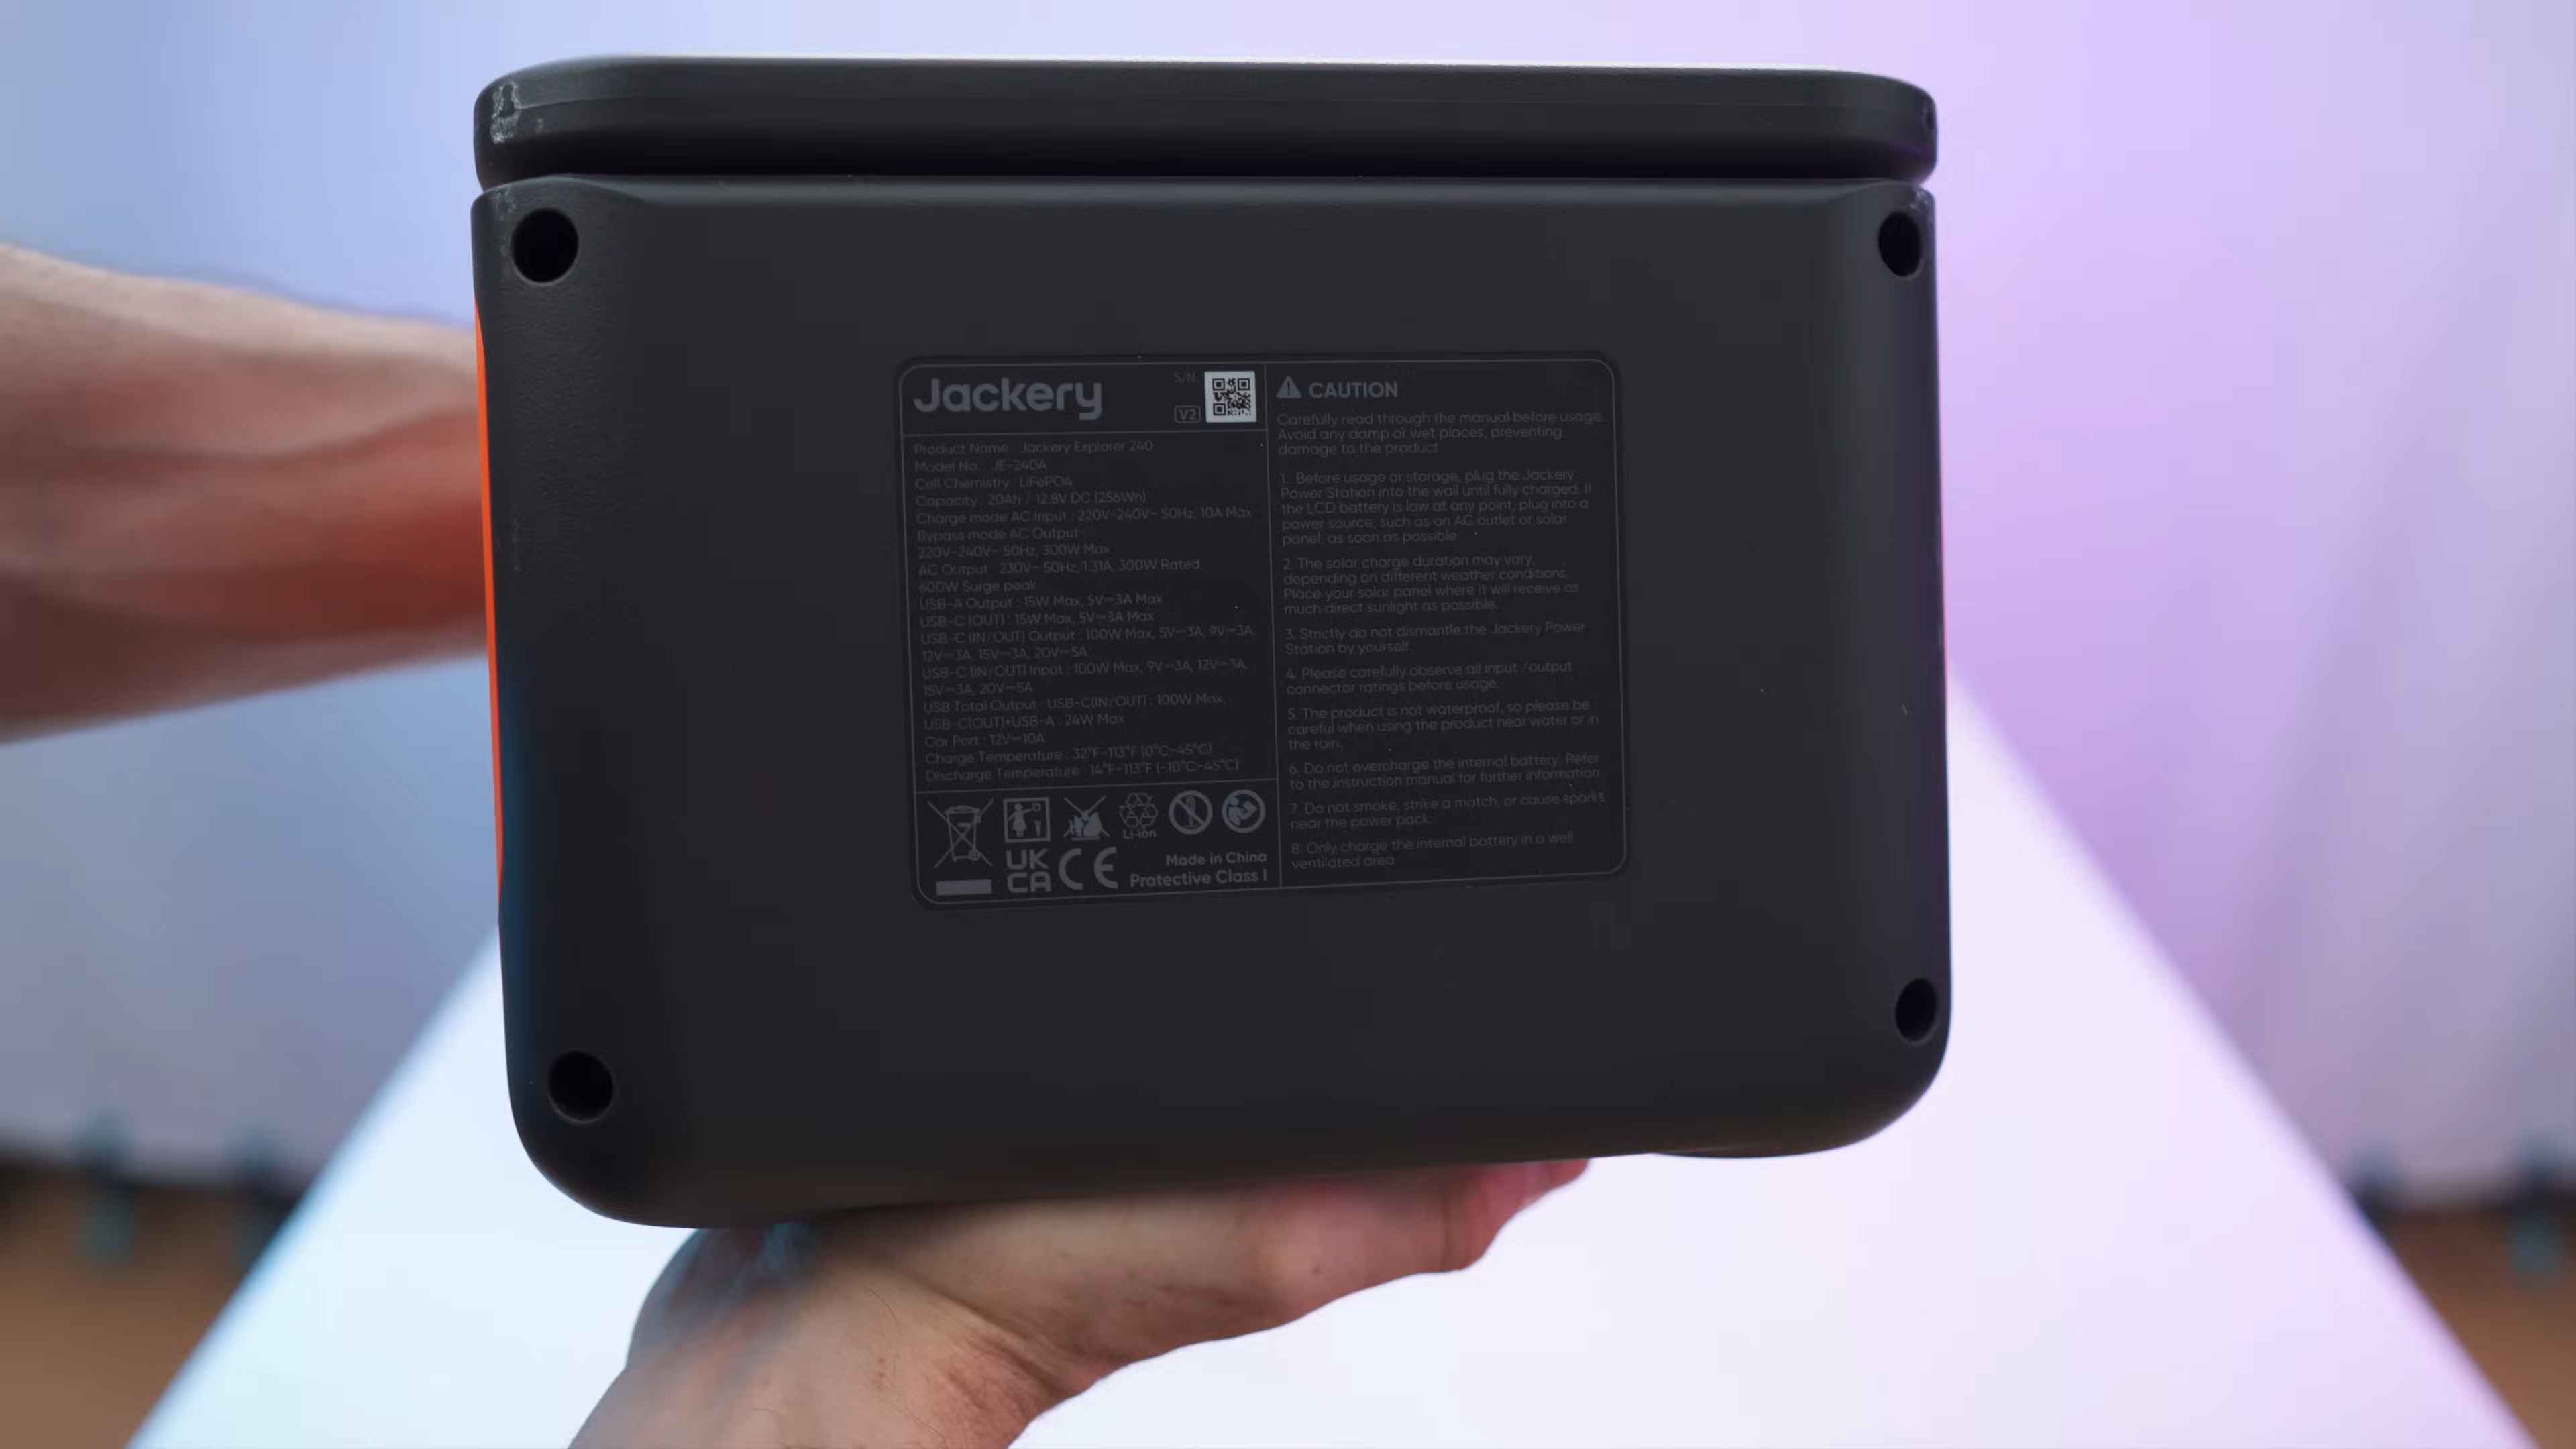 Jackery
S/N
V2
Product Name : Jackery Explorer 240
Model No. : JE-240A
Cell Chemistry : LiFePO4
Capacity : 20Ah / 12.8V DC (256Wh)
Charge mode AC Input : 220V-240V~ 50Hz, 10A Max
Bypass mode AC Output
220V-240V~ 50Hz, 300W Max
AC Output : 230V~ 50Hz, 1.31A, 300W Rated.
600W Surge peak
USB-A Output : 15W Max, 5V⎓3A Max
USB-C (OUT) : 15W Max, 5V⎓3A Max
USB-C (IN/OUT) Output : 100W Max, 5V⎓3A, 9V⎓3A,
12V⎓3A, 15V⎓3A, 20V⎓5A
USB-C (IN/OUT) Input : 100W Max, 9V⎓3A, 12V⎓3A,
15V⎓3A, 20V⎓5A
USB Total Output : USB-C(IN/OUT) : 100W Max,
USB-C(OUT)+USB-A : 24W Max
Car Port : 12V⎓10A
Charge Temperature : 32°F~113°F (0°C~45°C)
Discharge Temperature : 14°F~113°F (-10°C~45°C)
Li-ion
UK
CA
CE
Made in China
Protective Class I
CAUTION
Carefully read through the manual before usage.
Avoid any damp or wet places, preventing
damage to the product
1. Before usage or storage, plug the Jackery
Power Station into the wall until fully charged. If
the LCD battery is low at any point, plug into a
power source, such as an AC outlet or solar
panel, as soon as possible.
2. The solar charge duration may vary,
depending on different weather conditions.
Place your solar panel where it will receive as
much direct sunlight as possible.
3. Strictly do not dismantle the Jackery Power
Station by yourself.
4. Please carefully observe all input /output
connector ratings before usage.
5. The product is not waterproof, so please be
careful when using the product near water or in
the rain.
6. Do not overcharge the internal battery. Refer
to the instruction manual for further information.
7. Do not smoke, strike a match, or cause sparks
near the power pack.
8. Only charge the internal battery in a well
ventilated area